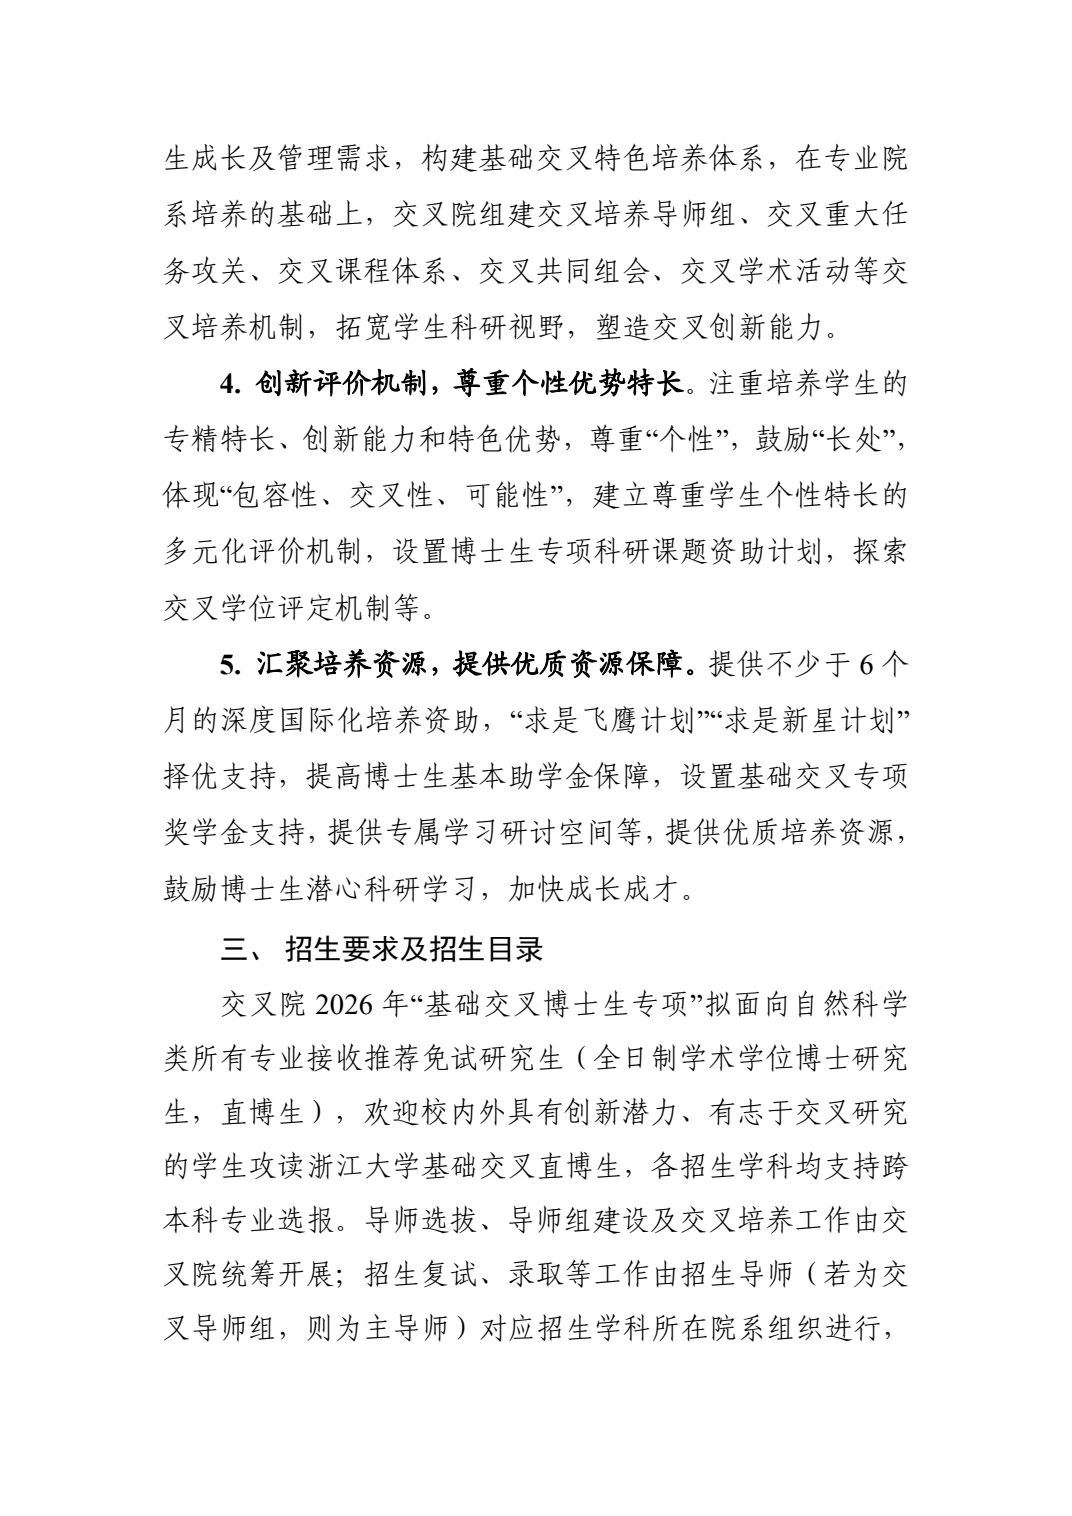 生成长及管理需求，构建基础交叉特色培养体系，在专业院
系培养的基础上，交叉院组建交叉培养导师组、交叉重大任
务攻关、交叉课程体系、交叉共同组会、交叉学术活动等交
叉培养机制，拓宽学生科研视野，塑造交叉创新能力。
4. 创新评价机制，尊重个性优势特长。注重培养学生的
专精特长、创新能力和特色优势，尊重“个性”，鼓励“长处”，
体现“包容性、交叉性、可能性”，建立尊重学生个性特长的
多元化评价机制，设置博士生专项科研课题资助计划，探索
交叉学位评定机制等。
5. 汇聚培养资源，提供优质资源保障。提供不少于 6 个
月的深度国际化培养资助，“求是飞鹰计划”“求是新星计划”
择优支持，提高博士生基本助学金保障，设置基础交叉专项
奖学金支持，提供专属学习研讨空间等，提供优质培养资源，
鼓励博士生潜心科研学习，加快成长成才。
三、 招生要求及招生目录
交叉院 2026 年“基础交叉博士生专项”拟面向自然科学
类所有专业接收推荐免试研究生（全日制学术学位博士研究
生，直博生），欢迎校内外具有创新潜力、有志于交叉研究
的学生攻读浙江大学基础交叉直博生，各招生学科均支持跨
本科专业选报。导师选拔、导师组建设及交叉培养工作由交
叉院统筹开展；招生复试、录取等工作由招生导师（若为交
叉导师组，则为主导师）对应招生学科所在院系组织进行，